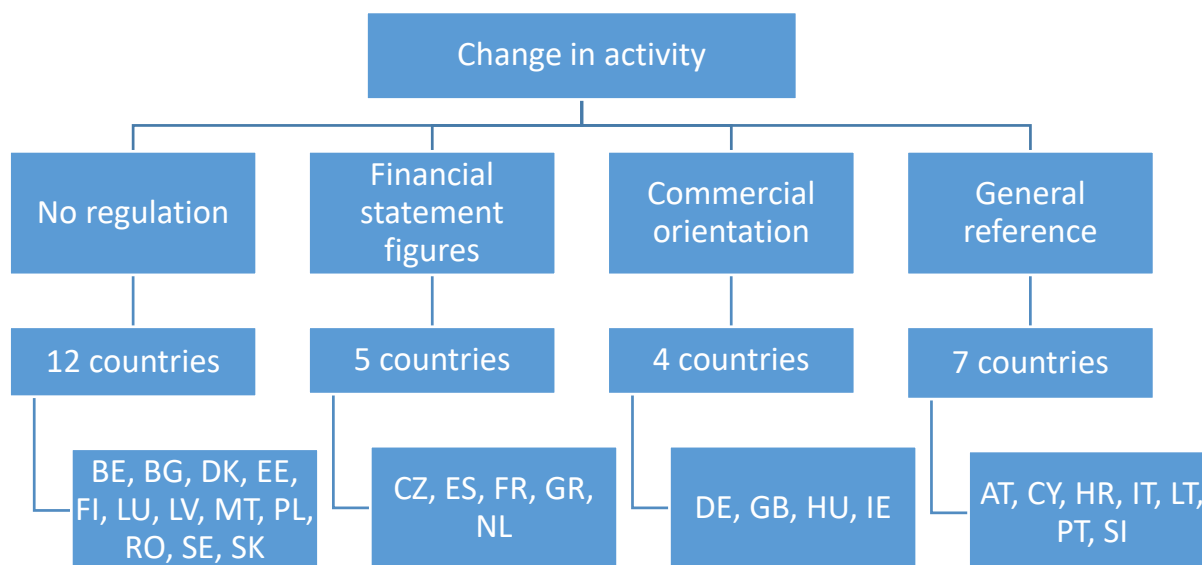 Change in activity
No regulation
Financial
statement
figures
Commercial
orientation
General
reference
12 countries
5 countries
4 countries
7 countries
BE, BG, DK, EE,
FI, LU, LV, MT, PL,
RO, SE, SK
CZ, ES, FR, GR,
NL
DE, GB, HU, IE
AT, CY, HR, IT, LT,
PT, SI